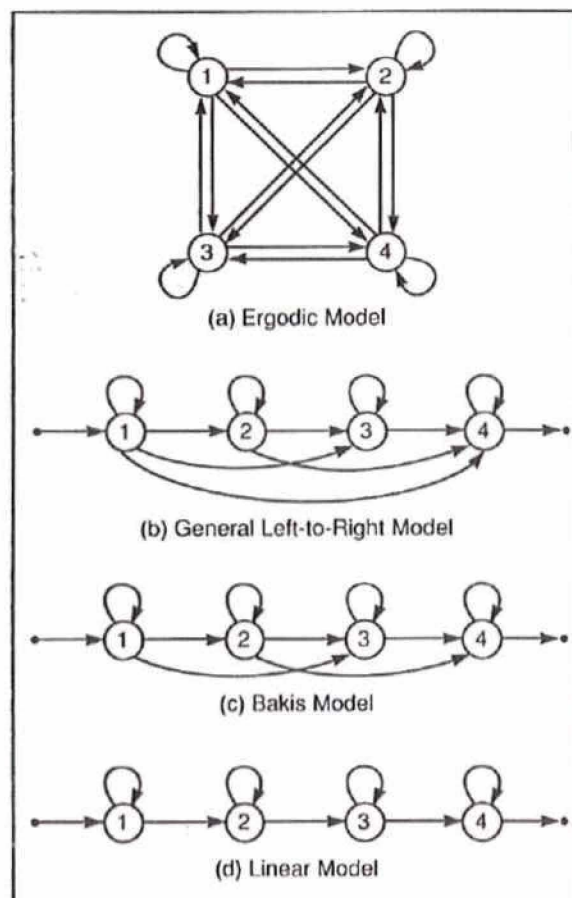 1 2
3 4
(a) Ergodic Model
1 2 3 4
(b) General Left-to-Right Model
1 2 3 4
(c) Bakis Model
1 2 3 4
(d) Linear Model